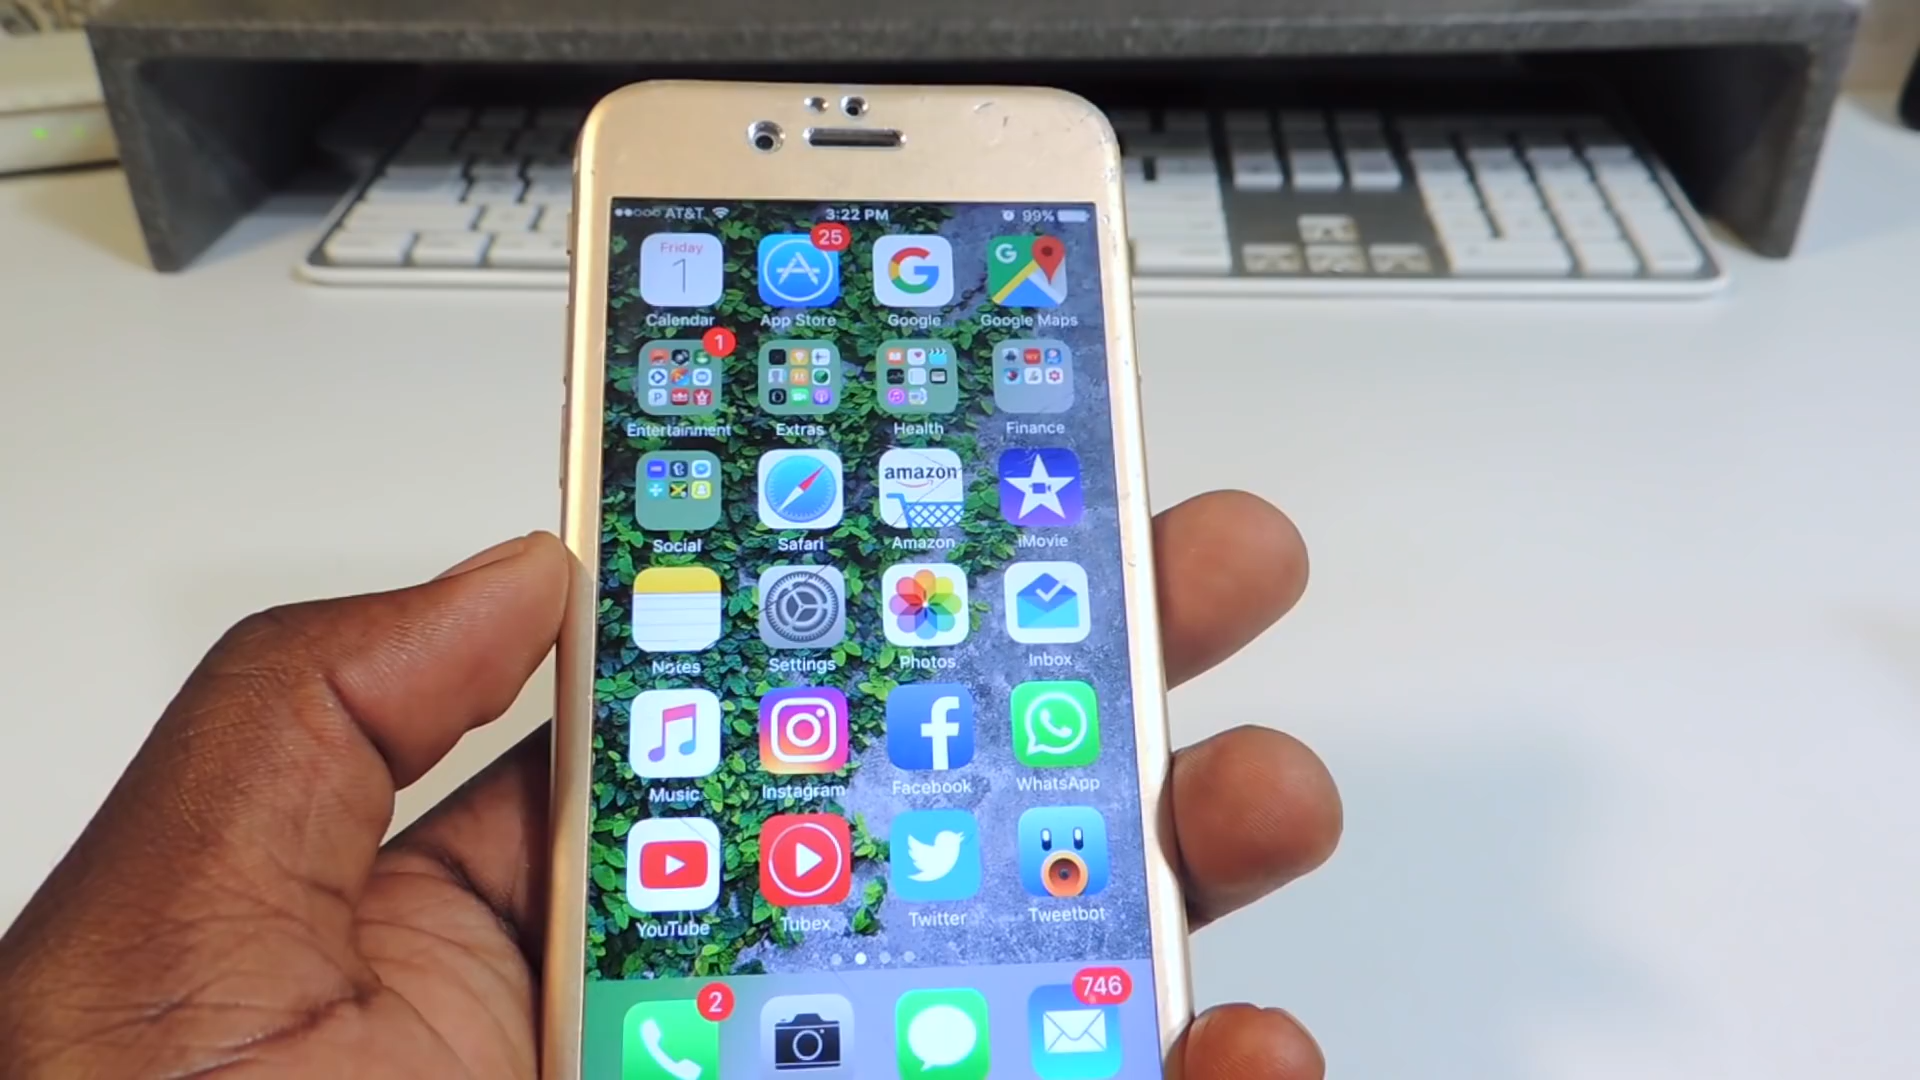 AT&T 3:22 PM 99%
Friday
1
25
Calendar App Store Google Google Maps
1
Entertainment Extras Health Finance
amazon
Social Safari Amazon iMovie
Notes Settings Photos Inbox
Music Instagram Facebook WhatsApp
YouTube Tubex Twitter Tweetbot
2 746